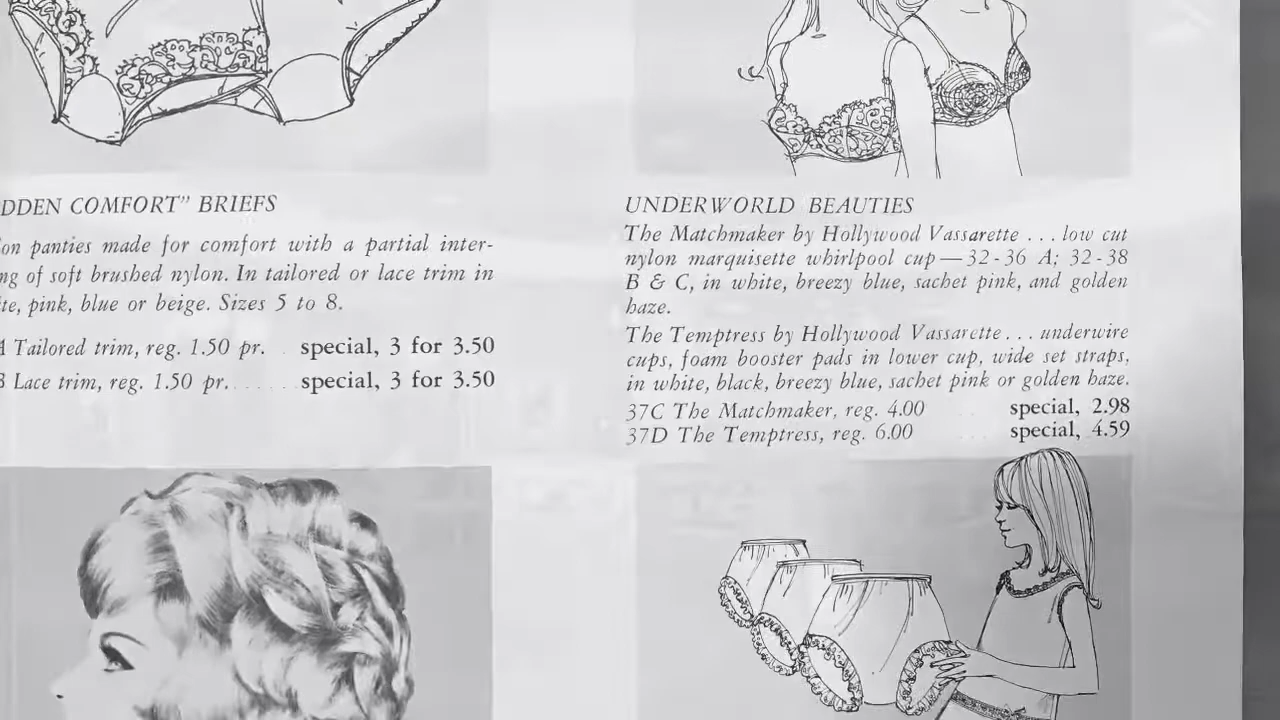 DDEN COMFORT" BRIEFS
on panties made for comfort with a partial inter-
ng of soft brushed nylon. In tailored or lace trim in
te, pink, blue or beige. Sizes 5 to 8.
A Tailored trim, reg. 1.50 pr. special, 3 for 3.50
B Lace trim, reg. 1.50 pr. . . . . . . special, 3 for 3.50
UNDERWORLD BEAUTIES
The Matchmaker by Hollywood Vassarette . . . low cut
nylon marquisette whirlpool cup — 32-36 A; 32-38
B & C, in white, breezy blue, sachet pink, and golden
haze.
The Temptress by Hollywood Vassarette . . . underwire
cups, foam booster pads in lower cup, wide set straps,
in white, black, breezy blue, sachet pink or golden haze.
37C The Matchmaker, reg. 4.00 special, 2.98
37D The Temptress, reg. 6.00 special, 4.59